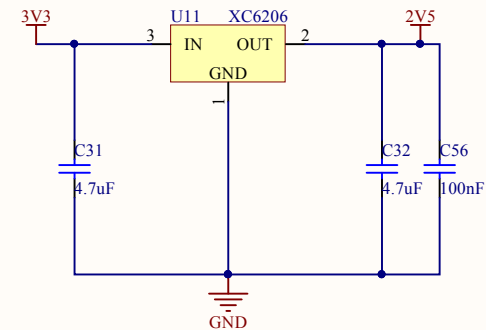 3V3
U11 XC6206
2V5
3
IN
OUT
2
GND
1
C31
4.7uF
C32
4.7uF
C56
100nF
GND